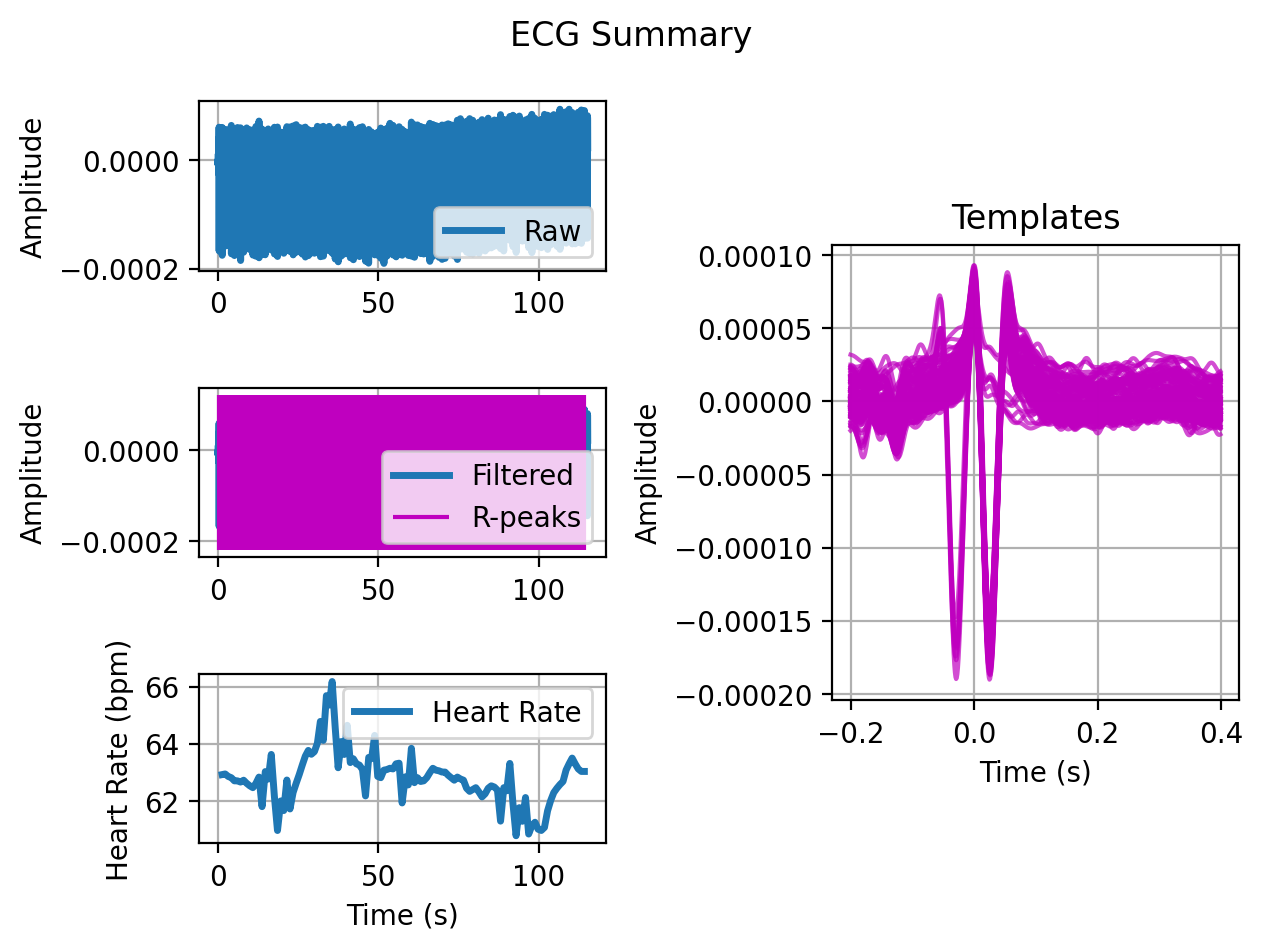 ECG Summary
Amplitude
0.0000
−0.0002
Raw
0
50
100
Amplitude
0.0000
−0.0002
Filtered
R-peaks
0
50
100
Heart Rate (bpm)
66
64
62
Heart Rate
0
50
100
Time (s)
Templates
Amplitude
0.00010
0.00005
0.00000
−0.00005
−0.00010
−0.00015
−0.00020
−0.2
0.0
0.2
0.4
Time (s)